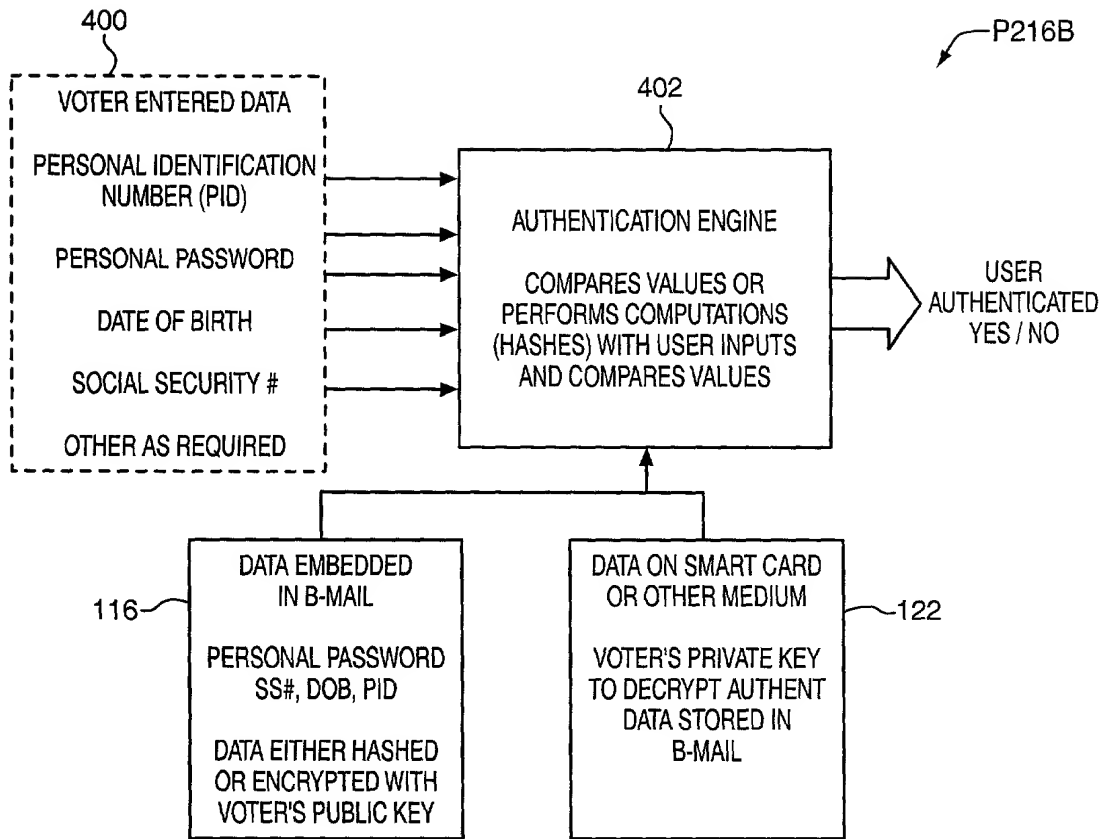 400
P216B
VOTER ENTERED DATA
PERSONAL IDENTIFICATION
NUMBER (PID)
PERSONAL PASSWORD
DATE OF BIRTH
SOCIAL SECURITY #
OTHER AS REQUIRED
402
AUTHENTICATION ENGINE
COMPARES VALUES OR
PERFORMS COMPUTATIONS
(HASHES) WITH USER INPUTS
AND COMPARES VALUES
USER
AUTHENTICATED
YES / NO
116
DATA EMBEDDED
IN B-MAIL
PERSONAL PASSWORD
SS#, DOB, PID
DATA EITHER HASHED
OR ENCRYPTED WITH
VOTER'S PUBLIC KEY
DATA ON SMART CARD
OR OTHER MEDIUM
VOTER'S PRIVATE KEY
TO DECRYPT AUTHENT
DATA STORED IN
B-MAIL
122